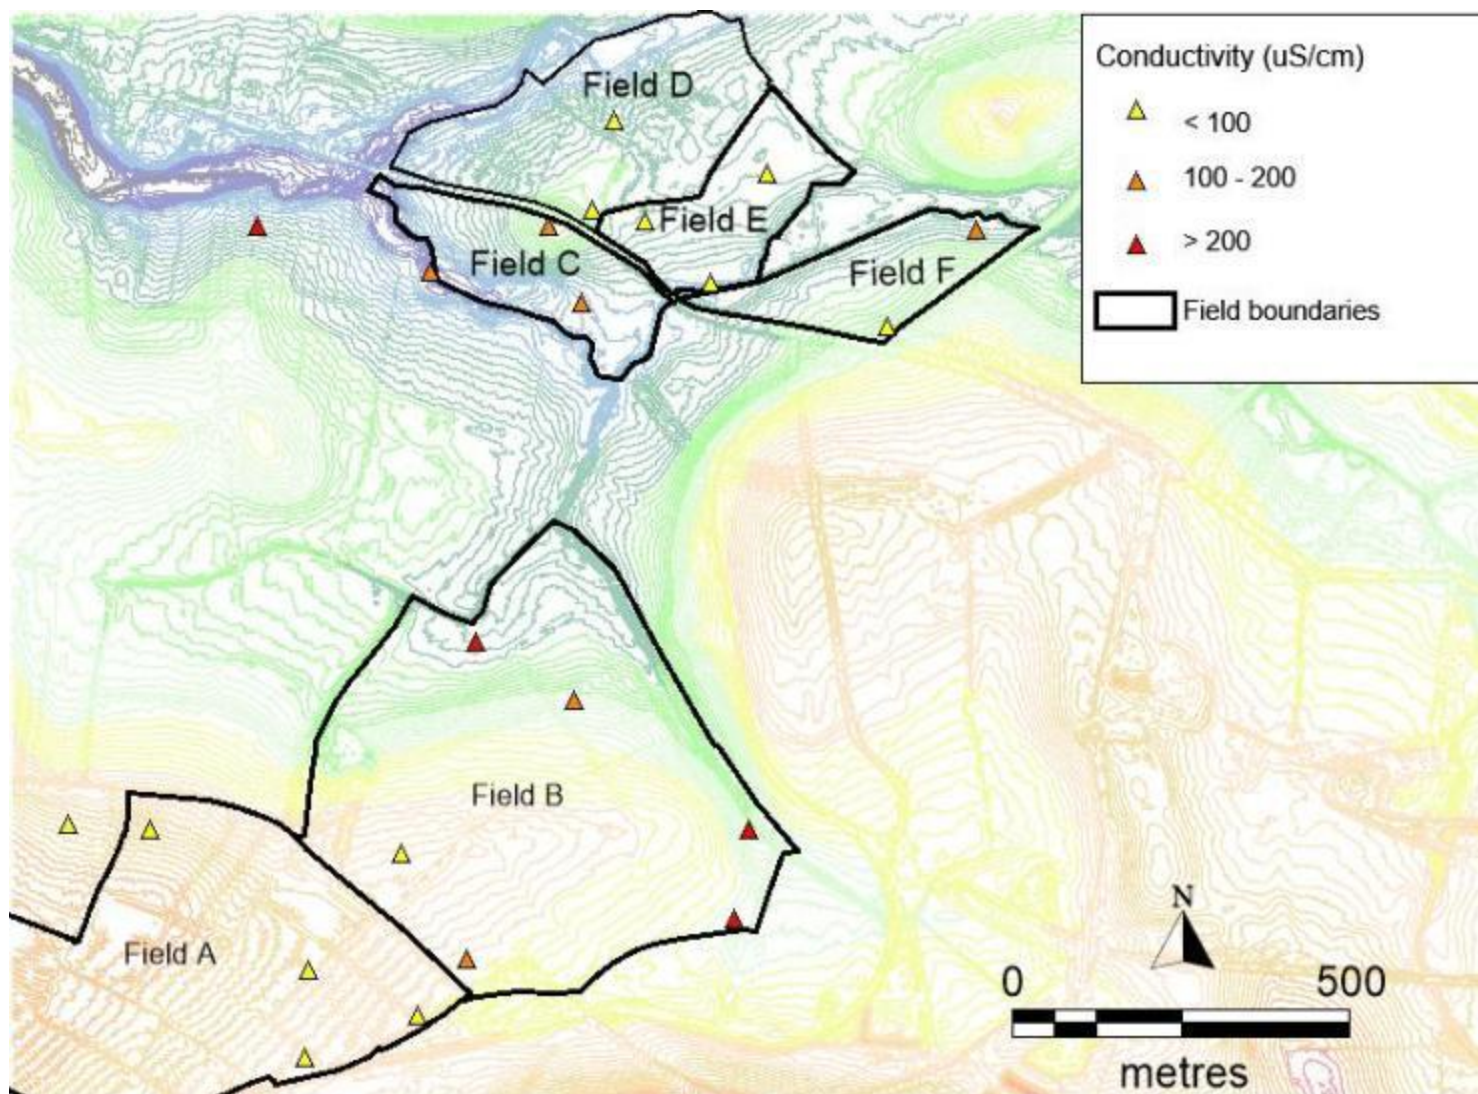 Conductivity (uS/cm)
< 100
100 - 200
> 200
Field boundaries
Field D
Field E
Field C
Field F
Field B
Field A
N
0 500
metres